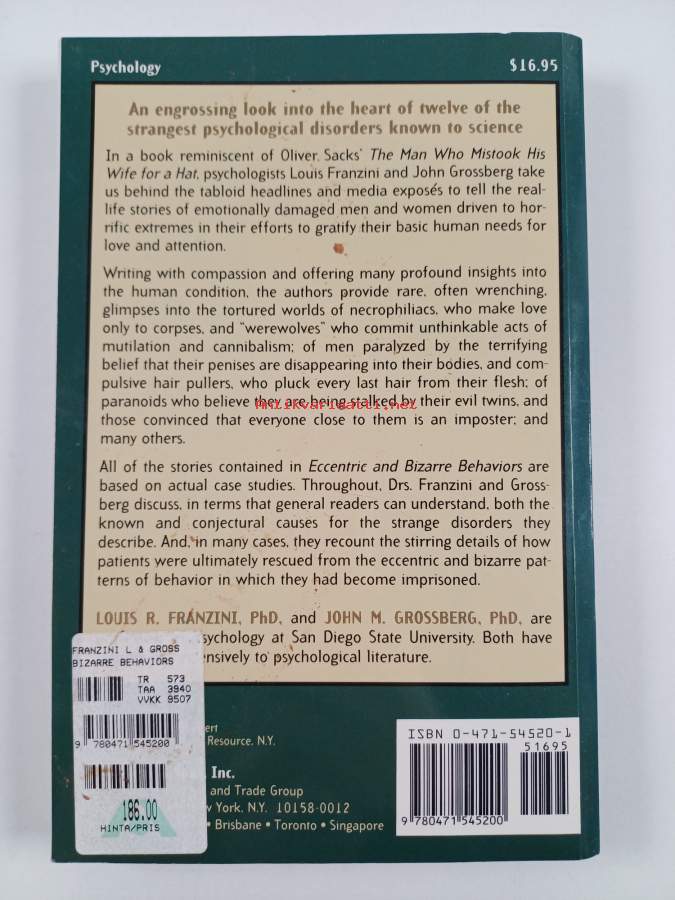 Psychology $16.95
An engrossing look into the heart of twelve of the
strangest psychological disorders known to science
In a book reminiscent of Oliver Sacks' The Man Who Mistook His
Wife for a Hat, psychologists Louis Franzini and John Grossberg take
us behind the tabloid headlines and media exposés to tell the real-
life stories of emotionally damaged men and women driven to hor-
rific extremes in their efforts to gratify their basic human needs for
love and attention.
Writing with compassion and offering many profound insights into
the human condition, the authors provide rare, often wrenching,
glimpses into the tortured worlds of necrophiliacs, who make love
only to corpses, and "werewolves" who commit unthinkable acts of
mutilation and cannibalism; of men paralyzed by the terrifying
belief that their penises are disappearing into their bodies, and com-
pulsive hair pullers, who pluck every last hair from their flesh; of
paranoids who believe they are being stalked by their evil twins, and
Antikvariaatti.net
those convinced that everyone close to them is an imposter; and
many others.
All of the stories contained in Eccentric and Bizarre Behaviors are
based on actual case studies. Throughout, Drs. Franzini and Gross-
berg discuss, in terms that general readers can understand, both the
known and conjectural causes for the strange disorders they
describe. And, in many cases, they recount the stirring details of how
patients were ultimately rescued from the eccentric and bizarre pat-
terns of behavior in which they had become imprisoned.
LOUIS R. FRANZINI, PhD, and JOHN M. GROSSBERG, PhD, are
sychology at San Diego State University. Both have
ensively to psychological literature.
FRANZINI L & GROSS
BIZARRE BEHAVIORS
TR 573
TAA 3940
VVKK 9507
9 780471 545200
186.00
HINTA/PRIS
ert
Resource, N.Y.
, Inc.
and Trade Group
York, N.Y. 10158-0012
• Brisbane • Toronto • Singapore
ISBN 0-471-54520-1
51695
9 780471 545200